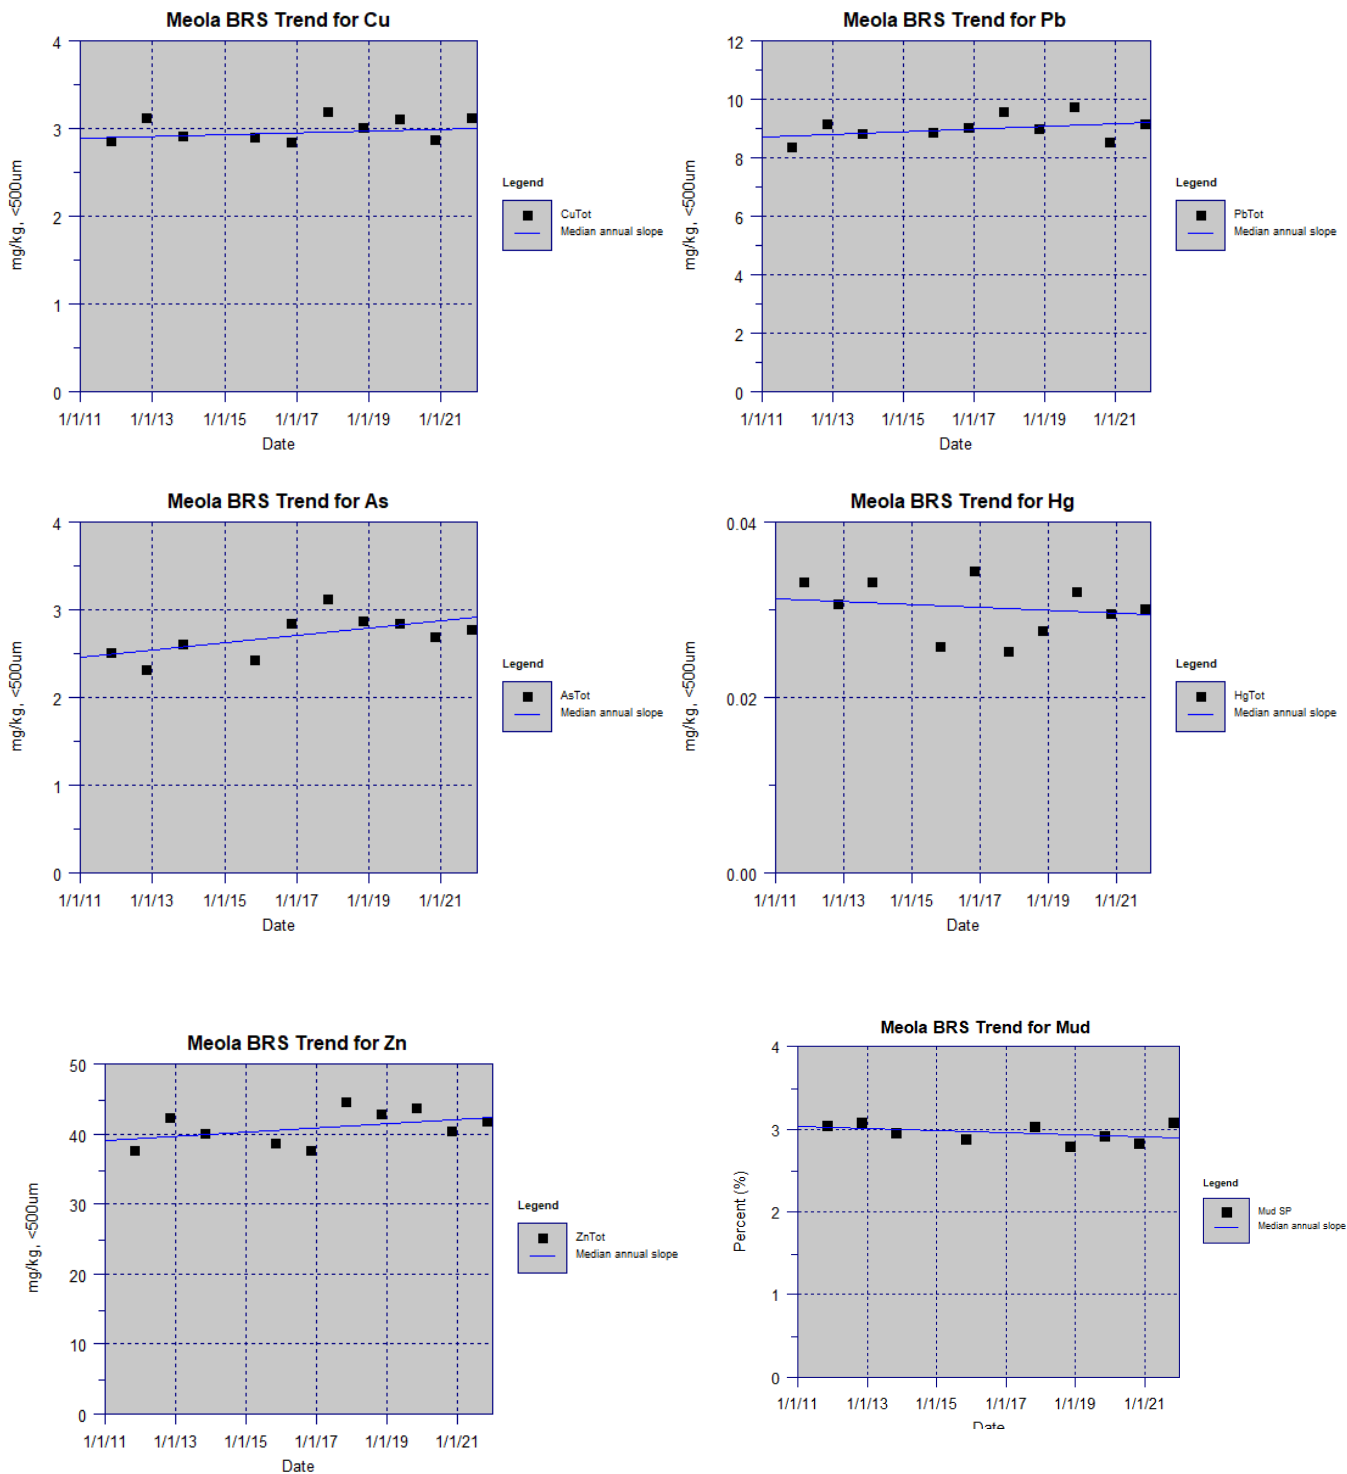 Meola BRS Trend for Cu
4
3
2
1
0
mg/kg, <500um
1/1/11 1/1/13 1/1/15 1/1/17 1/1/19 1/1/21
Date
Legend
CuTot
Median annual slope
Meola BRS Trend for Pb
12
10
8
6
4
2
0
mg/kg, <500um
1/1/11 1/1/13 1/1/15 1/1/17 1/1/19 1/1/21
Date
Legend
PbTot
Median annual slope
Meola BRS Trend for As
4
3
2
1
0
mg/kg, <500um
1/1/11 1/1/13 1/1/15 1/1/17 1/1/19 1/1/21
Date
Legend
AsTot
Median annual slope
Meola BRS Trend for Hg
0.04
0.02
0.00
mg/kg, <500um
1/1/11 1/1/13 1/1/15 1/1/17 1/1/19 1/1/21
Date
Legend
HgTot
Median annual slope
Meola BRS Trend for Zn
50
40
30
20
10
0
mg/kg, <500um
1/1/11 1/1/13 1/1/15 1/1/17 1/1/19 1/1/21
Date
Legend
ZnTot
Median annual slope
Meola BRS Trend for Mud
4
3
2
1
0
Percent (%)
1/1/11 1/1/13 1/1/15 1/1/17 1/1/19 1/1/21
Date
Legend
Mud SP
Median annual slope